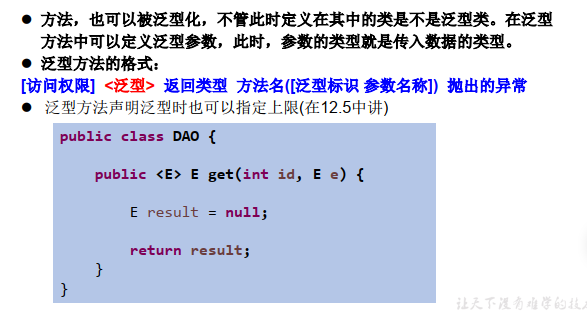 ● 方法，也可以被泛型化，不管此时定义在其中的类是不是泛型类。在泛型
方法中可以定义泛型参数，此时，参数的类型就是传入数据的类型。
● 泛型方法的格式：
[访问权限] <泛型> 返回类型 方法名([泛型标识 参数名称]) 抛出的异常
● 泛型方法声明泛型时也可以指定上限(在12.5中讲)
public class DAO {
public <E> E get(int id, E e) {
E result = null;
return result;
}
}
让天下没有难学的技